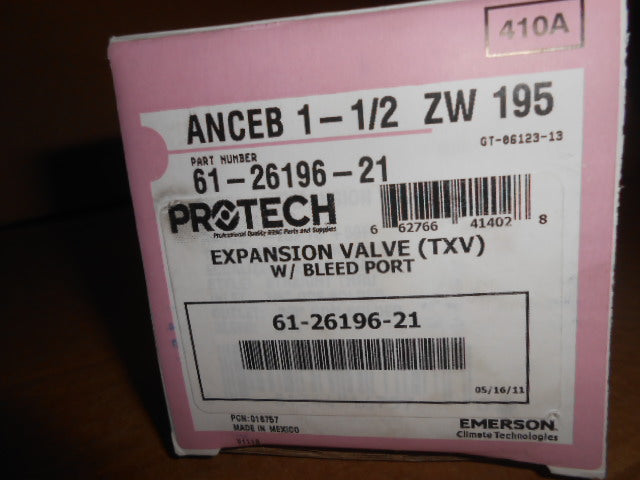 410A
ANCEB 1-1/2 ZW 195
GT-06123-13
PART NUMBER
61-26196-21
PROTECH
Professional Quality HVAC Parts and Supplies
6 62766 41402 8
EXPANSION VALVE (TXV)
W/ BLEED PORT
61-26196-21
05/16/11
PCN:018757
MADE IN MEXICO
EMERSON
Climate Technologies